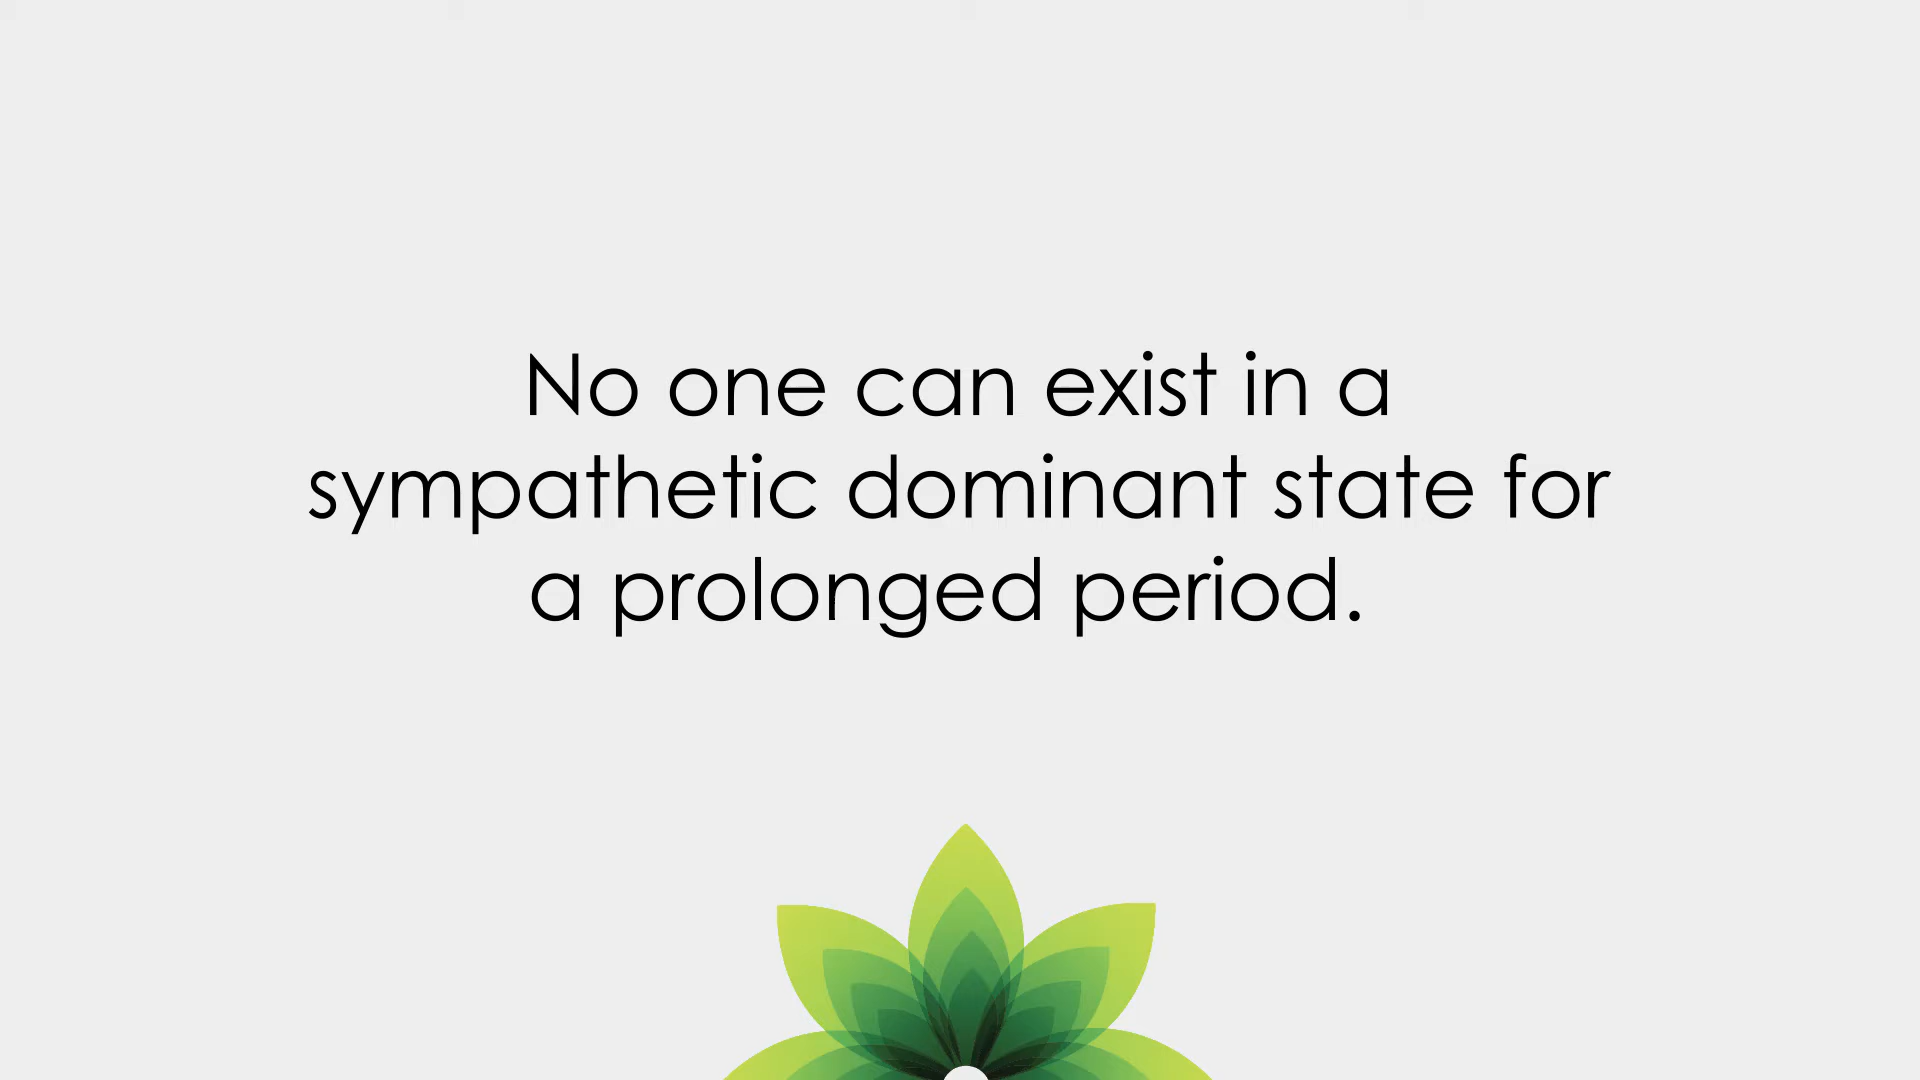 No one can exist in a
sympathetic dominant state for
a prolonged period.